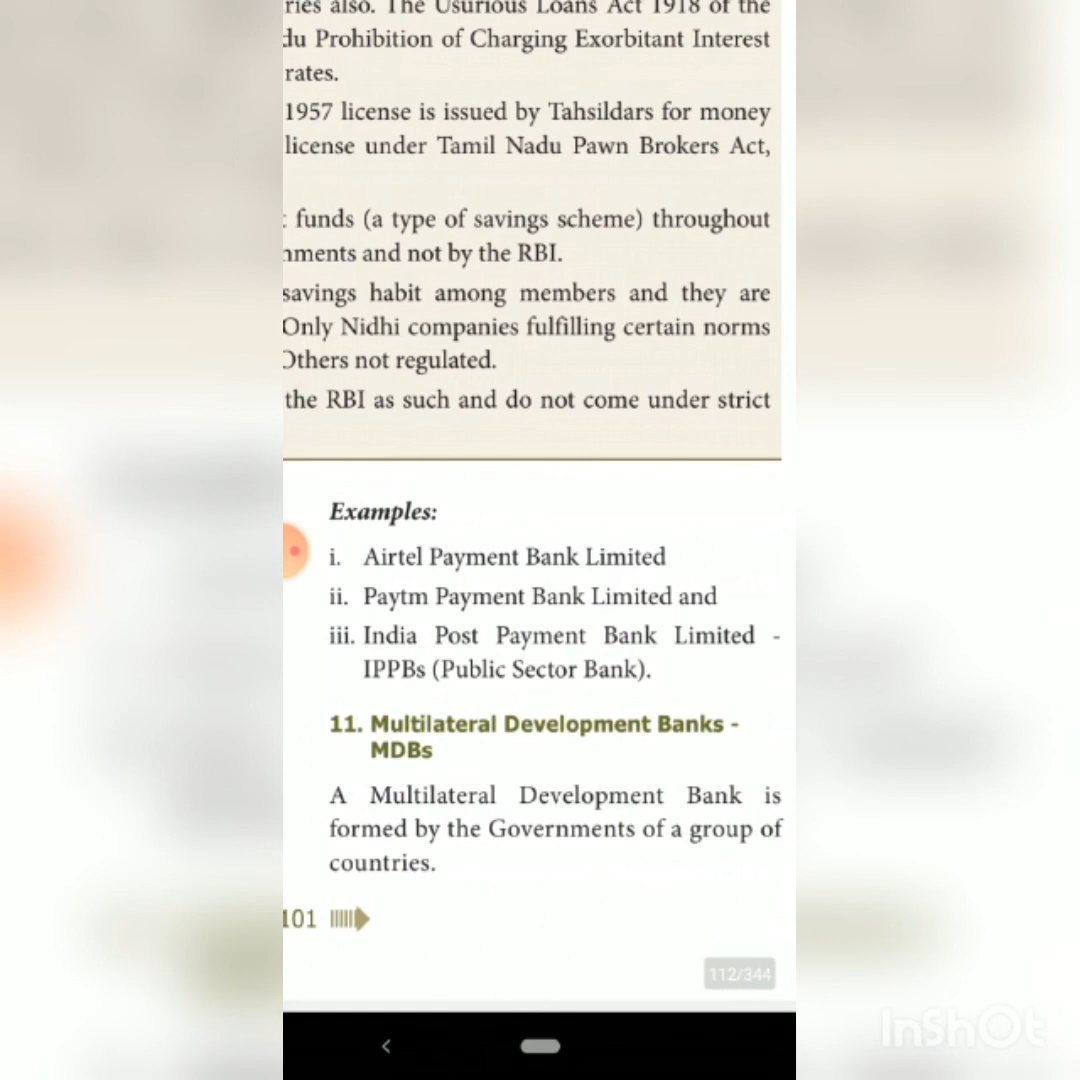 ries also. The Usurious Loans Act 1918 of the
du Prohibition of Charging Exorbitant Interest
rates.
1957 license is issued by Tahsildars for money
license under Tamil Nadu Pawn Brokers Act,
funds (a type of savings scheme) throughout
nments and not by the RBI.
savings habit among members and they are
Only Nidhi companies fulfilling certain norms
Others not regulated.
the RBI as such and do not come under strict
Examples:
i. Airtel Payment Bank Limited
ii. Paytm Payment Bank Limited and
iii. India Post Payment Bank Limited -
IPPBs (Public Sector Bank).
11. Multilateral Development Banks -
MDBs
A Multilateral Development Bank is
formed by the Governments of a group of
countries.
101
112/344
InShOt